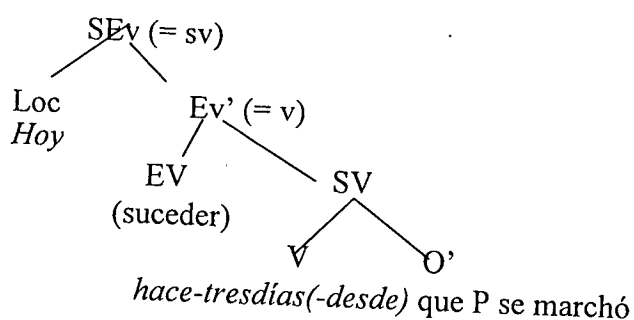 SEv (= sv)
Loc
Hoy
Ev' (= v)
EV
(suceder)
SV
V
O'
hace-tresdías(-desde) que P se marchó